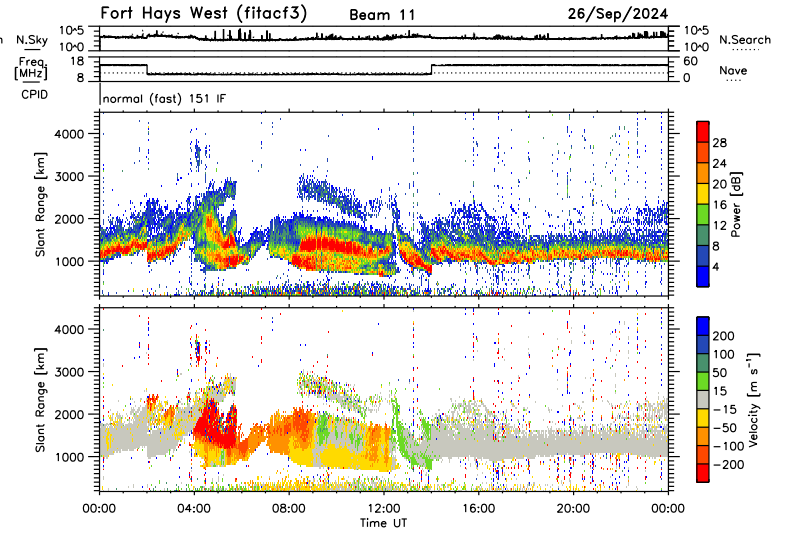 Fort Hays West (fitacf3) Beam 11 26/Sep/2024
n N.Sky 10^5 10^0 10^5 10^0 N.Search
Freq. [MHz] 18 8 60 0 Nave
CPID normal (fast) 151 IF
Slant Range [km]
4000
3000
2000
1000
Power [dB]
28
24
20
16
12
8
4
Slant Range [km]
4000
3000
2000
1000
Velocity [m s⁻¹]
200
100
50
15
-15
-50
-100
-200
00:00 04:00 08:00 12:00 16:00 20:00 00:00
Time UT